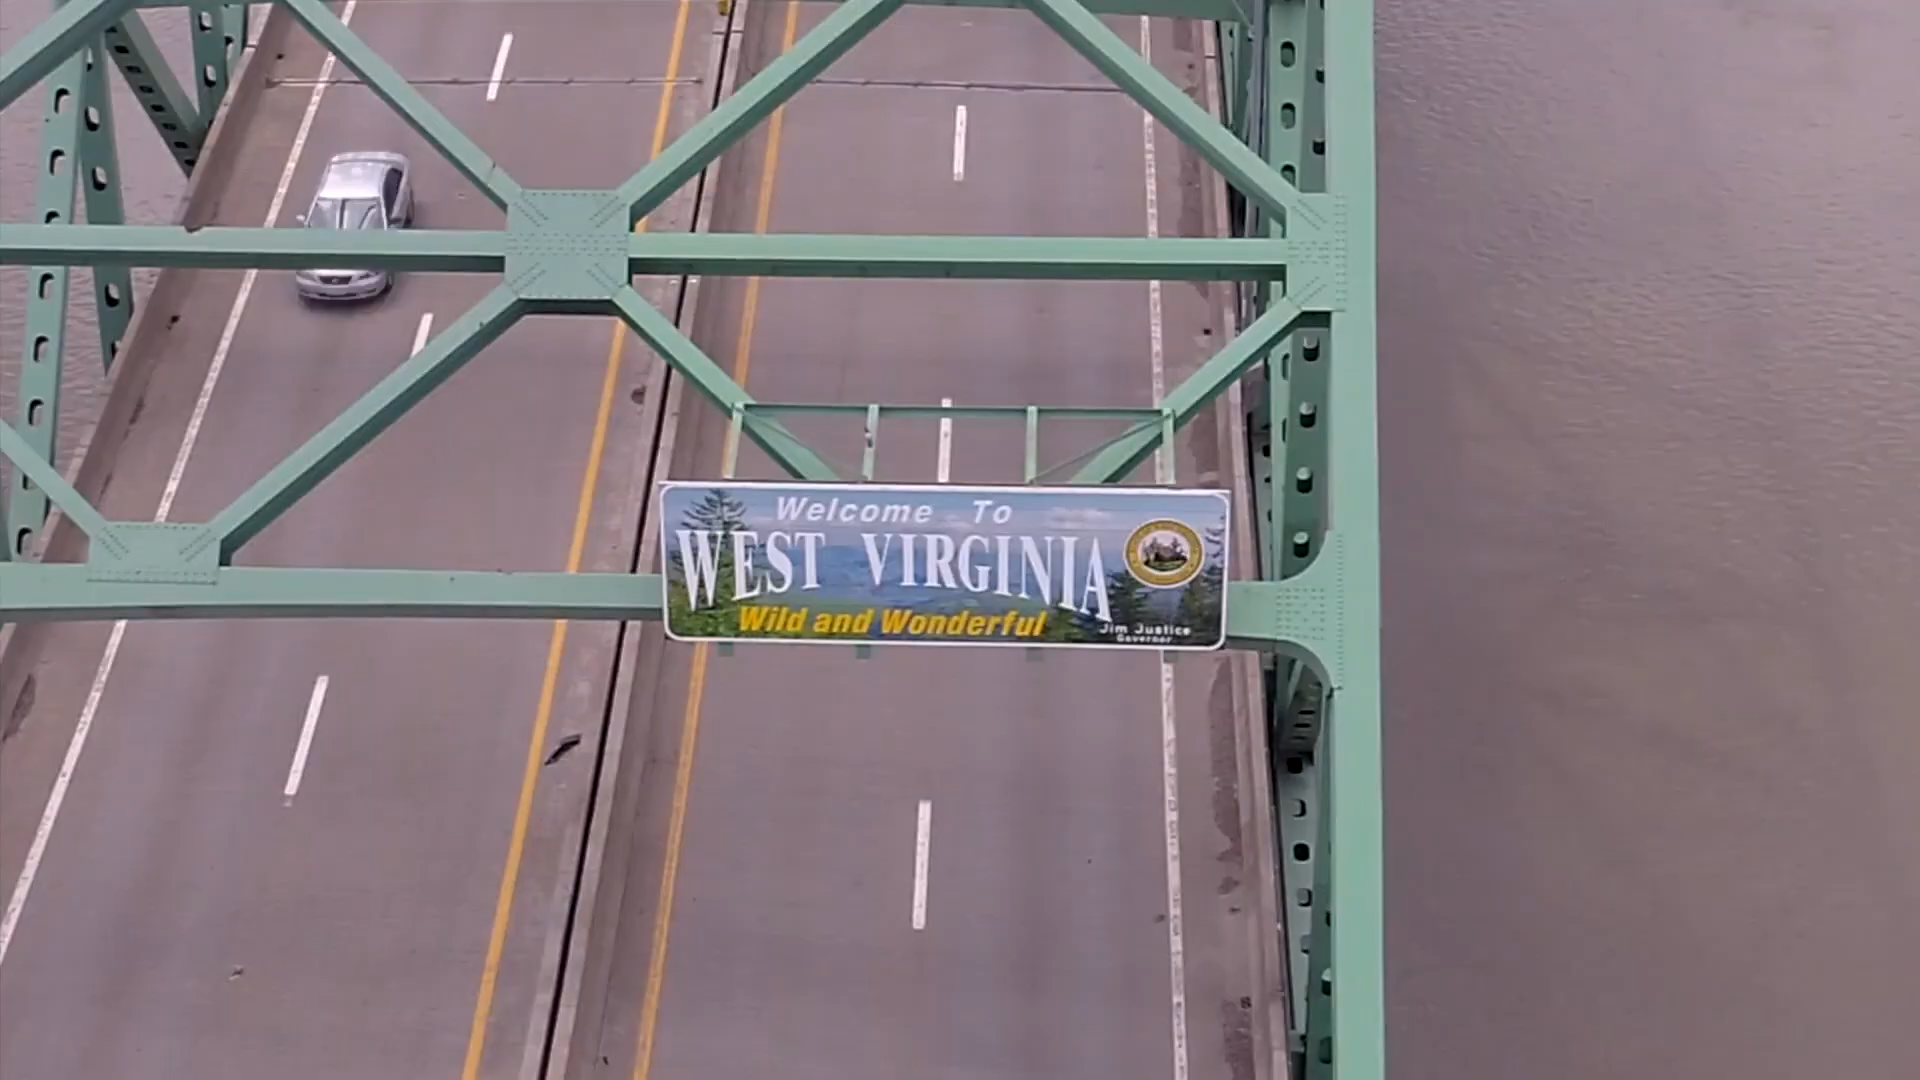 Welcome To
WEST VIRGINIA
Wild and Wonderful
Jim Justice
Governor